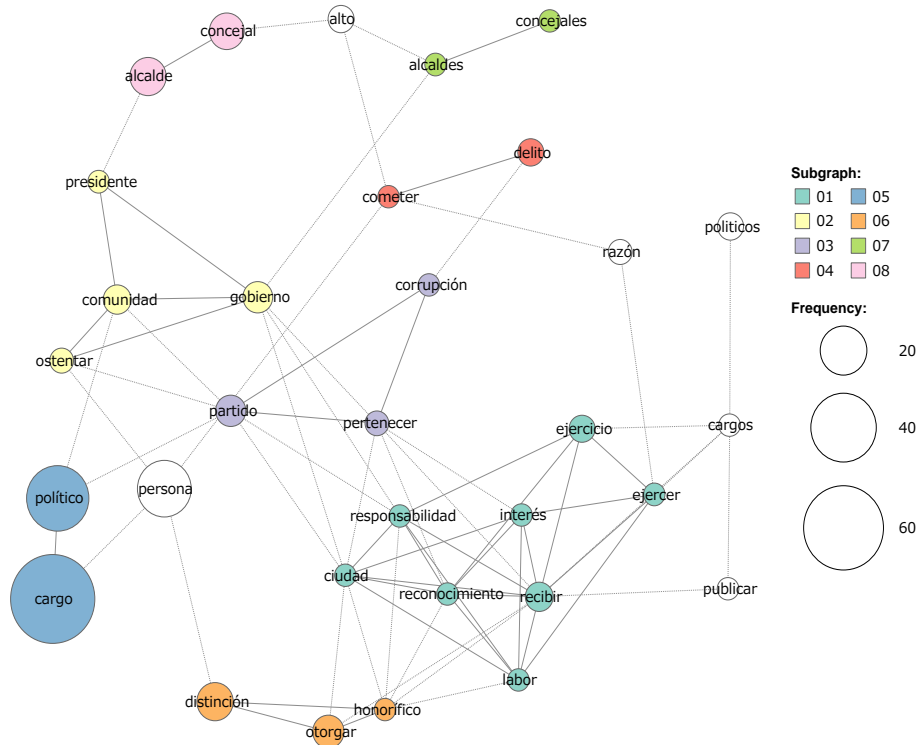 concejales
concejal
alto
alcaldes
alcalde
delito
presidente
cometer
politicos
razón
corrupción
comunidad
gobierno
ostentar
partido
pertenecer
ejercicio
cargos
persona
político
ejercer
responsabilidad
interés
ciudad
cargo
reconocimiento
recibir
publicar
labor
distinción
honorífico
otorgar
Subgraph:
01 05
02 06
03 07
04 08
Frequency:
20
40
60